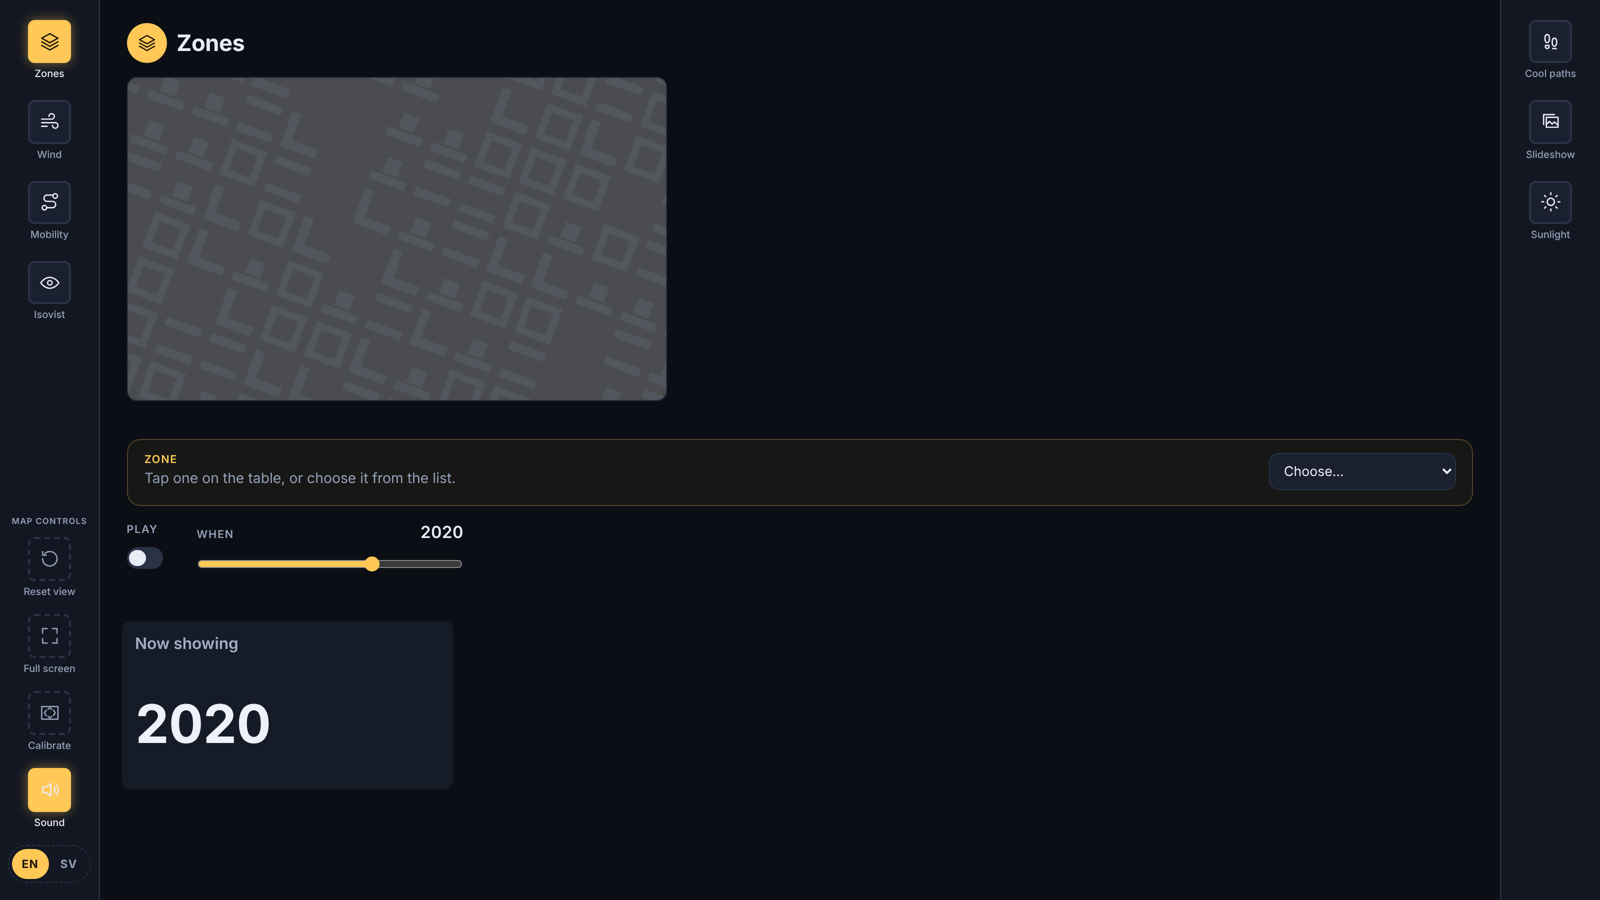 Zones
Wind
Mobility
Isovist
MAP CONTROLS
Reset view
Full screen
Calibrate
Sound
EN SV
Zones
ZONE
Tap one on the table, or choose it from the list.
Choose...
PLAY
WHEN 2020
Now showing
2020
Cool paths
Slideshow
Sunlight